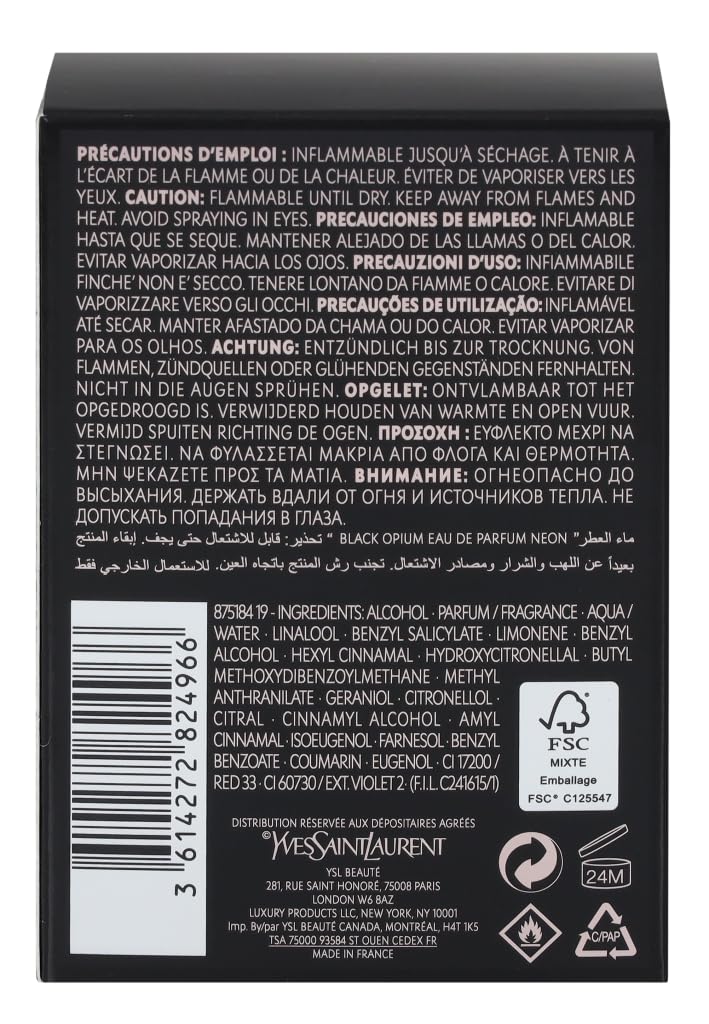 PRÉCAUTIONS D'EMPLOI : INFLAMMABLE JUSQU'À SÉCHAGE. À TENIR À
L'ÉCART DE LA FLAMME OU DE LA CHALEUR. ÉVITER DE VAPORISER VERS LES
YEUX. CAUTION: FLAMMABLE UNTIL DRY. KEEP AWAY FROM FLAMES AND
HEAT. AVOID SPRAYING IN EYES. PRECAUCIONES DE EMPLEO: INFLAMABLE
HASTA QUE SE SEQUE. MANTENER ALEJADO DE LAS LLAMAS O DEL CALOR.
EVITAR VAPORIZAR HACIA LOS OJOS. PRECAUZIONI D'USO: INFIAMMABILE
FINCHE' NON E' SECCO. TENERE LONTANO DA FIAMME O CALORE. EVITARE DI
VAPORIZZARE VERSO GLI OCCHI. PRECAUÇÕES DE UTILIZAÇÃO: INFLAMÁVEL
ATÉ SECAR. MANTER AFASTADO DA CHAMA OU DO CALOR. EVITAR VAPORIZAR
PARA OS OLHOS. ACHTUNG: ENTZÜNDLICH BIS ZUR TROCKNUNG. VON
FLAMMEN, ZÜNDQUELLEN ODER GLÜHENDEN GEGENSTÄNDEN FERNHALTEN.
NICHT IN DIE AUGEN SPRÜHEN. OPGELET: ONTVLAMBAAR TOT HET
OPGEDROOGD IS. VERWIJDERD HOUDEN VAN WARMTE EN OPEN VUUR.
VERMIJD SPUITEN RICHTING DE OGEN. ΠΡΟΣΟΧΗ : ΕΥΦΛΕΚΤΟ ΜΕΧΡΙ ΝΑ
ΣΤΕΓΝΩΣΕΙ. ΝΑ ΦΥΛΑΣΣΕΤΑΙ ΜΑΚΡΙΑ ΑΠΟ ΦΛΟΓΑ ΚΑΙ ΘΕΡΜΟΤΗΤΑ.
ΜΗΝ ΨΕΚΑΖΕΤΕ ΠΡΟΣ ΤΑ ΜΑΤΙΑ. ВНИМАНИЕ: ОГНЕОПАСНО ДО
ВЫСЫХАНИЯ. ДЕРЖАТЬ ВДАЛИ ОТ ОГНЯ И ИСТОЧНИКОВ ТЕПЛА. НЕ
ДОПУСКАТЬ ПОПАДАНИЯ В ГЛАЗА.
ماء العطر" BLACK OPIUM EAU DE PARFUM NEON " تحذير: قابل للاشتعال حتى يجف. إبقاء المنتج
بعيداً عن اللهب والشرار ومصادر الاشتعال. تجنب رش المنتج باتجاه العين. للاستعمال الخارجي فقط
875184 19 - INGREDIENTS: ALCOHOL · PARFUM / FRAGRANCE · AQUA /
WATER · LINALOOL · BENZYL SALICYLATE · LIMONENE · BENZYL
ALCOHOL · HEXYL CINNAMAL · HYDROXYCITRONELLAL · BUTYL
METHOXYDIBENZOYLMETHANE · METHYL
ANTHRANILATE · GERANIOL · CITRONELLOL ·
CITRAL · CINNAMYL ALCOHOL · AMYL
CINNAMAL · ISOEUGENOL · FARNESOL · BENZYL
BENZOATE · COUMARIN · EUGENOL · CI 17200 /
RED 33 · CI 60730 / EXT. VIOLET 2 · (F.I.L. C241615/1)
3 614272 824966
FSC
MIXTE
Emballage
FSC® C125547
DISTRIBUTION RÉSERVÉE AUX DÉPOSITAIRES AGRÉÉS
©YVESSAINTLAURENT
YSL BEAUTÉ
281, RUE SAINT HONORÉ, 75008 PARIS
LONDON W6 8AZ
LUXURY PRODUCTS LLC, NEW YORK, NY 10001
Imp. By/par YSL BEAUTÉ CANADA, MONTRÉAL, H4T 1K5
TSA 75000 93584 ST OUEN CEDEX FR
MADE IN FRANCE
24M
C/PAP